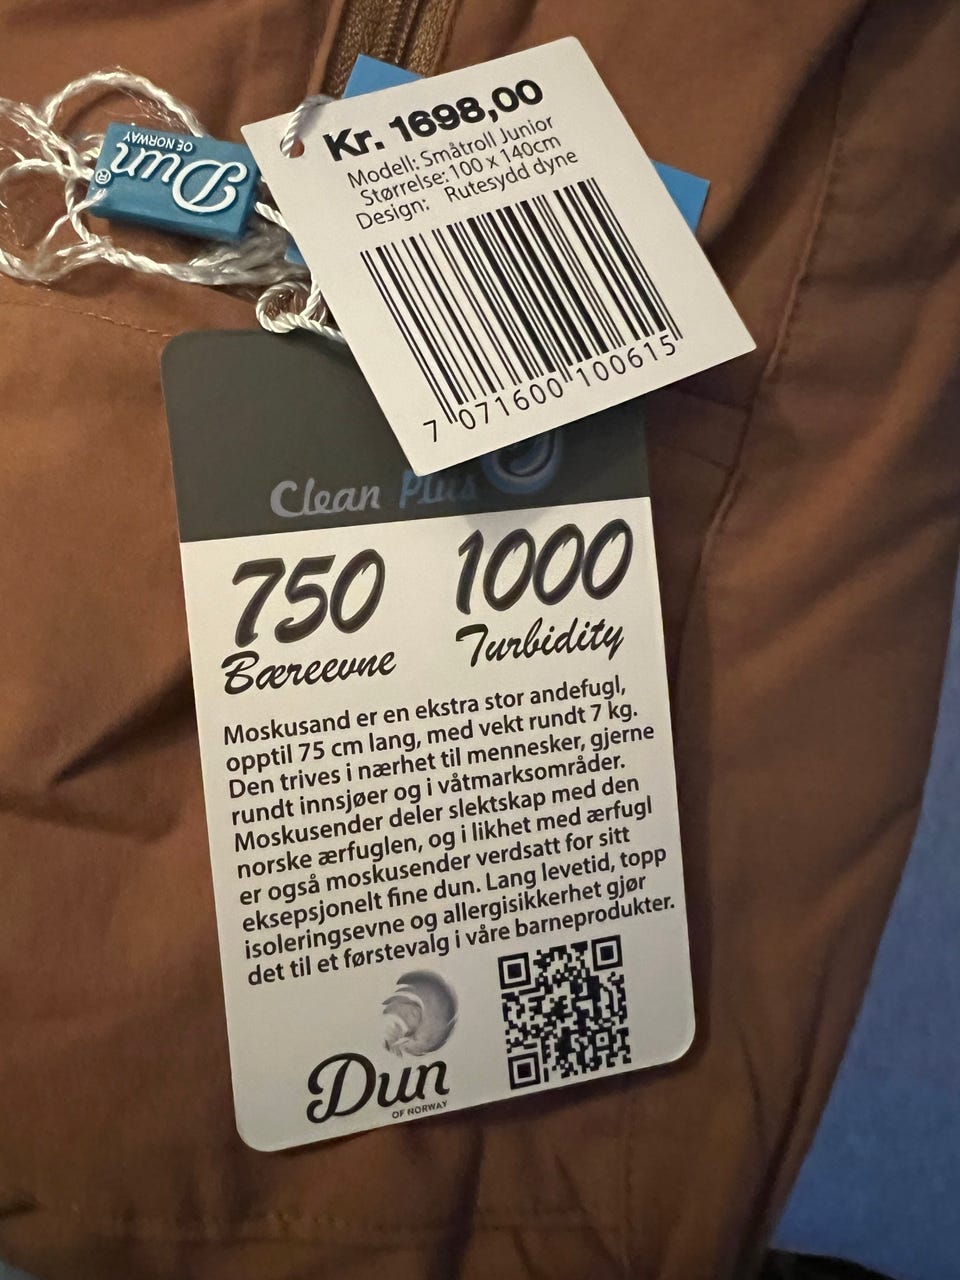 Kr. 1698,00
Modell: Småtroll Junior
Størrelse: 100 x 140cm
Design: Rutesydd dyne
7 071600 100615
Dun®
OF NORWAY
Clean Plus
750 1000
Bæreevne Turbidity
Moskusand er en ekstra stor andefugl,
opptil 75 cm lang, med vekt rundt 7 kg.
Den trives i nærhet til mennesker, gjerne
rundt innsjøer og i våtmarksområder.
Moskusender deler slektskap med den
norske ærfuglen, og i likhet med ærfugl
er også moskusender verdsatt for sitt
eksepsjonelt fine dun. Lang levetid, topp
isoleringsevne og allergisikkerhet gjør
det til et førstevalg i våre barneprodukter.
Dun
OF NORWAY